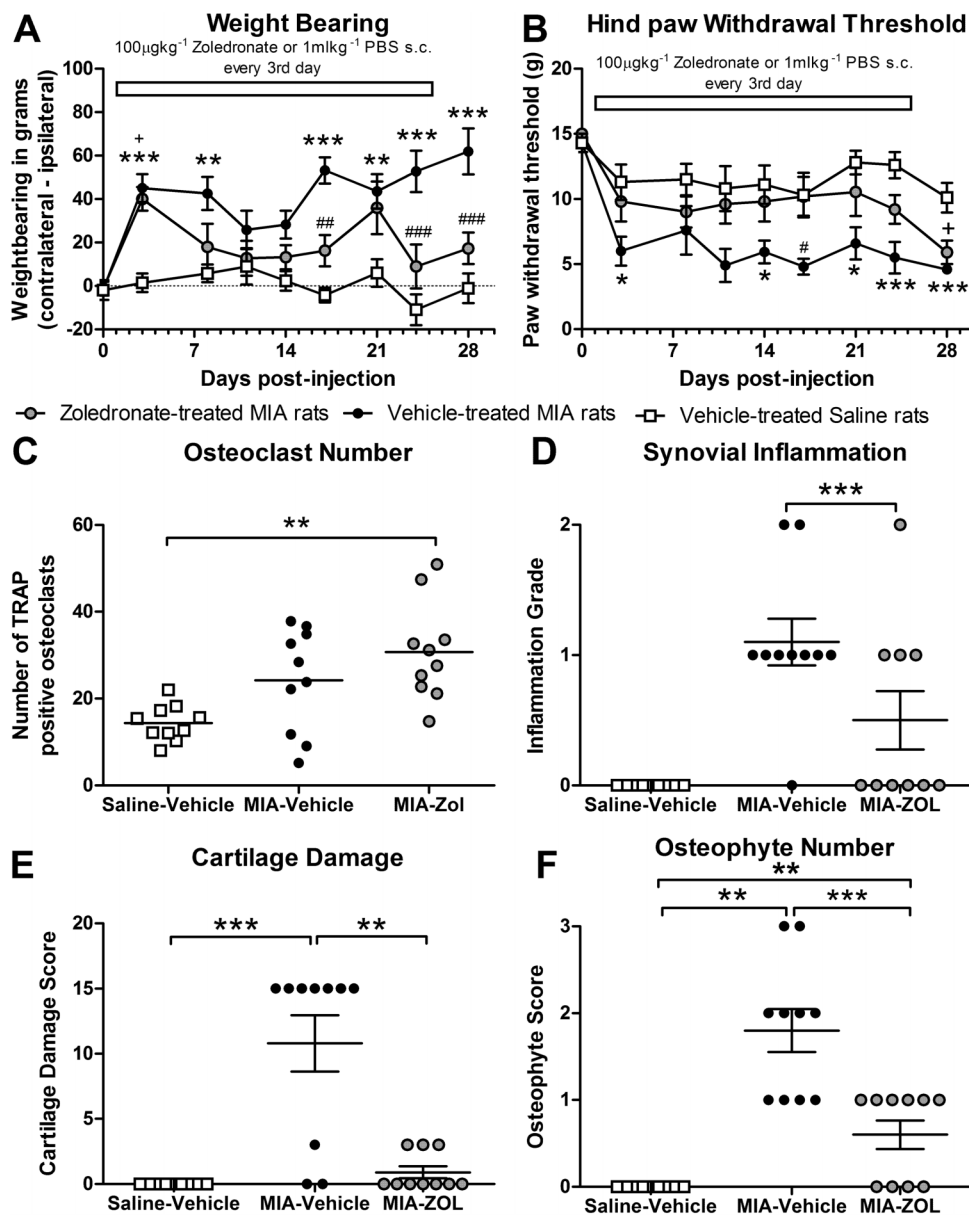 A
Weight Bearing
100µgkg⁻¹ Zoledronate or 1mlkg⁻¹ PBS s.c.
every 3rd day
Weightbearing in grams
(contralateral - ipsilateral)
100
80
60
40
20
0
-20
+
***
**
***
**
***
***
##
###
###
0
7
14
21
28
Days post-injection
B
Hind paw Withdrawal Threshold
100µgkg⁻¹ Zoledronate or 1mlkg⁻¹ PBS s.c.
every 3rd day
Paw withdrawal threshold (g)
20
15
10
5
0
*
*
#
*
***
+
***
0
7
14
21
28
Days post-injection
Zoledronate-treated MIA rats
Vehicle-treated MIA rats
Vehicle-treated Saline rats
C
Osteoclast Number
**
Number of TRAP
positive osteoclasts
60
40
20
0
Saline-Vehicle
MIA-Vehicle
MIA-Zol
D
Synovial Inflammation
***
Inflammation Grade
2
1
0
Saline-Vehicle
MIA-Vehicle
MIA-ZOL
E
Cartilage Damage
***
**
Cartilage Damage Score
20
15
10
5
0
Saline-Vehicle
MIA-Vehicle
MIA-ZOL
F
Osteophyte Number
**
**
***
Osteophyte Score
3
2
1
0
Saline-Vehicle
MIA-Vehicle
MIA-ZOL